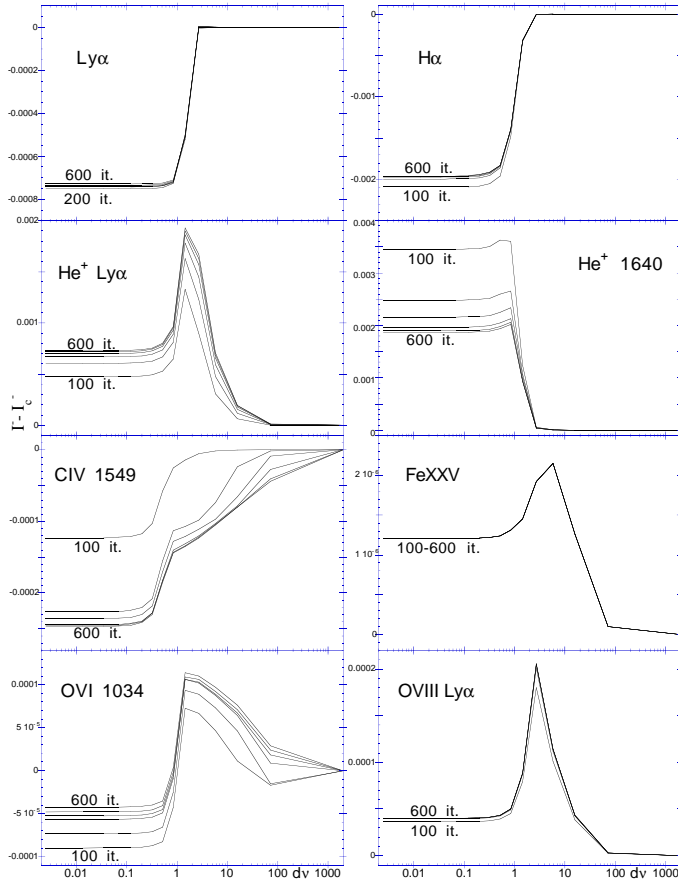 0
-0.0002
-0.0004
-0.0006
-0.0008
Lyα
600 it.
200 it.
0
-0.001
-0.002
Hα
600 it.
100 it.
0.002
0.001
0
He⁺ Lyα
600 it.
100 it.
I⁻- I_c⁻
0.004
0.003
0.002
0.001
0
100 it.
He⁺ 1640
600 it.
0
-0.0001
-0.0002
CIV 1549
100 it.
600 it.
2 10⁻⁵
1 10⁻⁵
0
FeXXV
100-600 it.
0.0001
5 10⁻⁵
0
-5 10⁻⁵
-0.0001
OVI 1034
600 it.
100 it.
0.01 0.1 1 10 dν 100 1000
0.0002
0.0001
0
OVIII Lyα
600 it.
100 it.
0.01 0.1 1 10 dν 100 1000